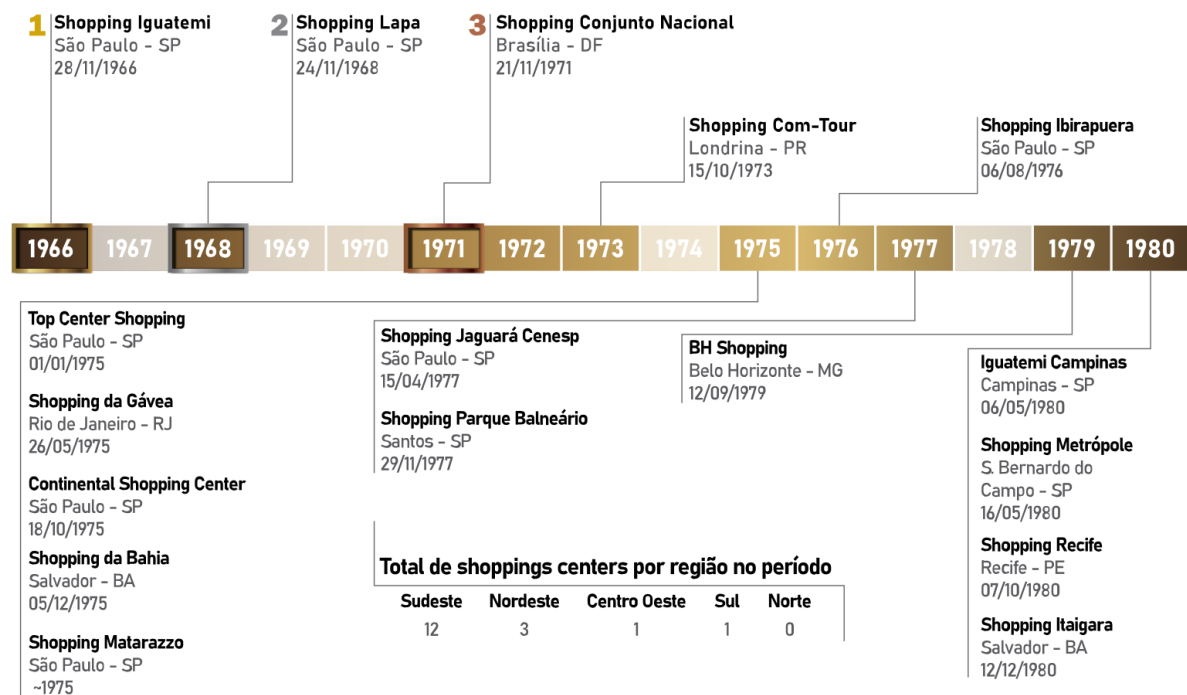 1 Shopping Iguatemi
São Paulo - SP
28/11/1966
2 Shopping Lapa
São Paulo - SP
24/11/1968
3 Shopping Conjunto Nacional
Brasília - DF
21/11/1971
Shopping Com-Tour
Londrina - PR
15/10/1973
Shopping Ibirapuera
São Paulo - SP
06/08/1976
1966 1967 1968 1969 1970 1971 1972 1973 1974 1975 1976 1977 1978 1979 1980
Top Center Shopping
São Paulo - SP
01/01/1975
Shopping da Gávea
Rio de Janeiro - RJ
26/05/1975
Continental Shopping Center
São Paulo - SP
18/10/1975
Shopping da Bahia
Salvador - BA
05/12/1975
Shopping Matarazzo
São Paulo - SP
~1975
Shopping Jaguará Cenesp
São Paulo - SP
15/04/1977
Shopping Parque Balneário
Santos - SP
29/11/1977
BH Shopping
Belo Horizonte - MG
12/09/1979
Iguatemi Campinas
Campinas - SP
06/05/1980
Shopping Metrópole
S. Bernardo do
Campo - SP
16/05/1980
Shopping Recife
Recife - PE
07/10/1980
Shopping Itaigara
Salvador - BA
12/12/1980
Total de shoppings centers por região no período
Sudeste Nordeste Centro Oeste Sul Norte
12 3 1 1 0